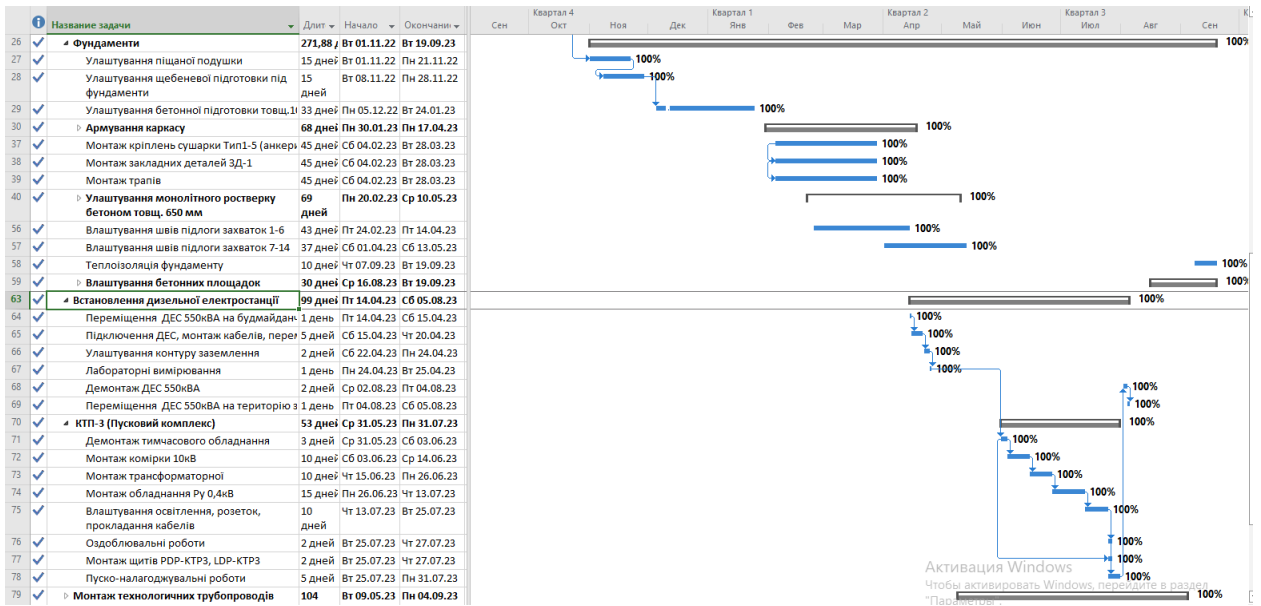 Квартал 4 Квартал 1 Квартал 2 Квартал 3
Название задачи Длит Начало Окончани Сен Окт Ноя Дек Янв Фев Мар Апр Май Июн Июл Авг Сен
26 Фундаменти 271,88 Вт 01.11.22 Вт 19.09.23 100%
27 Улаштування піщаної подушки 15 дней Вт 01.11.22 Пн 21.11.22 100%
28 Улаштування щебеневої підготовки під 15 Вт 08.11.22 Пн 28.11.22 100%
фундаменти дней
29 Улаштування бетонної підготовки товщ. 33 дней Пн 05.12.22 Вт 24.01.23 100%
30 Армування каркасу 68 дней Пн 30.01.23 Пн 17.04.23 100%
37 Монтаж кріплень сушарки Тип1-5 (анкери 45 дней Сб 04.02.23 Вт 28.03.23 100%
38 Монтаж закладних деталей ЗД-1 45 дней Сб 04.02.23 Вт 28.03.23 100%
39 Монтаж трапів 45 дней Сб 04.02.23 Вт 28.03.23 100%
40 Улаштування монолітного ростверку 69 Пн 20.02.23 Ср 10.05.23 100%
бетоном товщ. 650 мм дней
56 Влаштування швів підлоги захваток 1-6 43 дней Пт 24.02.23 Пт 14.04.23 100%
57 Влаштування швів підлоги захваток 7-14 37 дней Сб 01.04.23 Сб 13.05.23 100%
58 Теплоізоляція фундаменту 10 дней Чт 07.09.23 Вт 19.09.23 100%
59 Влаштування бетонних площадок 30 дней Ср 16.08.23 Вт 19.09.23 100%
63 Встановлення дизельної електростанції 99 дней Пт 14.04.23 Сб 05.08.23 100%
64 Переміщення ДЕС 550кВА на будмайдан 1 день Пт 14.04.23 Сб 15.04.23 100%
65 Підключення ДЕС, монтаж кабелів, перем 5 дней Сб 15.04.23 Чт 20.04.23 100%
66 Улаштування контуру заземлення 2 дней Сб 22.04.23 Пн 24.04.23 100%
67 Лабораторні вимірювання 1 день Пн 24.04.23 Вт 25.04.23 100%
68 Демонтаж ДЕС 550кВА 2 дней Ср 02.08.23 Пт 04.08.23 100%
69 Переміщення ДЕС 550кВА на територію з 1 день Пт 04.08.23 Сб 05.08.23 100%
70 КТП-3 (Пусковий комплекс) 53 дней Ср 31.05.23 Пн 31.07.23 100%
71 Демонтаж тимчасового обладнання 3 дней Ср 31.05.23 Сб 03.06.23 100%
72 Монтаж комірки 10кВ 10 дней Сб 03.06.23 Ср 14.06.23 100%
73 Монтаж трансформаторної 10 дней Чт 15.06.23 Пн 26.06.23 100%
74 Монтаж обладнання Ру 0,4кВ 15 дней Пн 26.06.23 Чт 13.07.23 100%
75 Влаштування освітлення, розеток, 10 Чт 13.07.23 Вт 25.07.23 100%
прокладання кабелів дней
76 Оздоблювальні роботи 2 дней Вт 25.07.23 Чт 27.07.23 100%
77 Монтаж щитів PDP-KTP3, LDP-KTP3 2 дней Вт 25.07.23 Чт 27.07.23 100%
78 Пуско-налагоджувальні роботи 5 дней Вт 25.07.23 Пн 31.07.23 100%
79 Монтаж технологичних трубопроводів 104 Вт 09.05.23 Пн 04.09.23 100%
Активация Windows
Чтобы активировать Windows, перейдите в раздел
"Параметры".